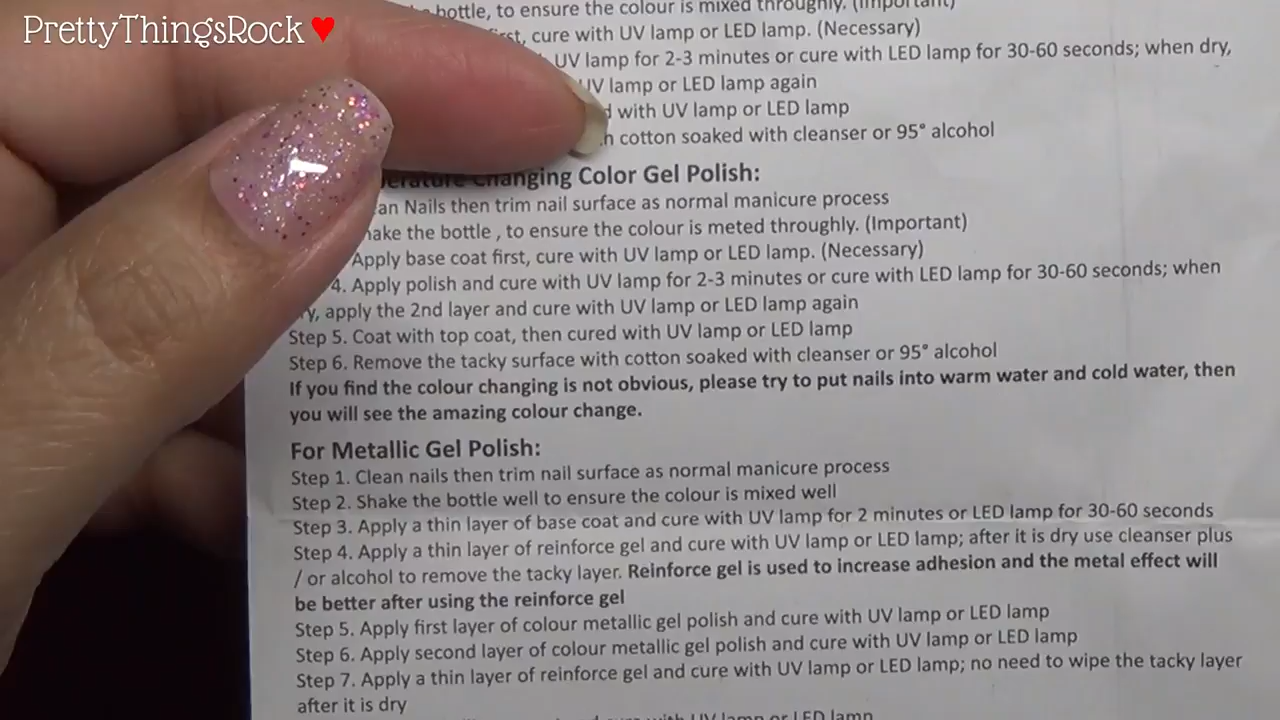 PrettyThingsRock
bottle, to ensure the colour is mixed throughly. (Important)
first, cure with UV lamp or LED lamp. (Necessary)
UV lamp for 2-3 minutes or cure with LED lamp for 30-60 seconds; when dry,
UV lamp or LED lamp again
with UV lamp or LED lamp
cotton soaked with cleanser or 95° alcohol
Changing Color Gel Polish:
Nails then trim nail surface as normal manicure process
the bottle , to ensure the colour is meted throughly. (Important)
Apply base coat first, cure with UV lamp or LED lamp. (Necessary)
4. Apply polish and cure with UV lamp for 2-3 minutes or cure with LED lamp for 30-60 seconds; when
apply the 2nd layer and cure with UV lamp or LED lamp again
Step 5. Coat with top coat, then cured with UV lamp or LED lamp
Step 6. Remove the tacky surface with cotton soaked with cleanser or 95° alcohol
If you find the colour changing is not obvious, please try to put nails into warm water and cold water, then
you will see the amazing colour change.
For Metallic Gel Polish:
Step 1. Clean nails then trim nail surface as normal manicure process
Step 2. Shake the bottle well to ensure the colour is mixed well
Step 3. Apply a thin layer of base coat and cure with UV lamp for 2 minutes or LED lamp for 30-60 seconds
Step 4. Apply a thin layer of reinforce gel and cure with UV lamp or LED lamp; after it is dry use cleanser plus
/ or alcohol to remove the tacky layer. Reinforce gel is used to increase adhesion and the metal effect will
be better after using the reinforce gel
Step 5. Apply first layer of colour metallic gel polish and cure with UV lamp or LED lamp
Step 6. Apply second layer of colour metallic gel polish and cure with UV lamp or LED lamp
Step 7. Apply a thin layer of reinforce gel and cure with UV lamp or LED lamp; no need to wipe the tacky layer
after it is dry
UV lamp or LED lamp